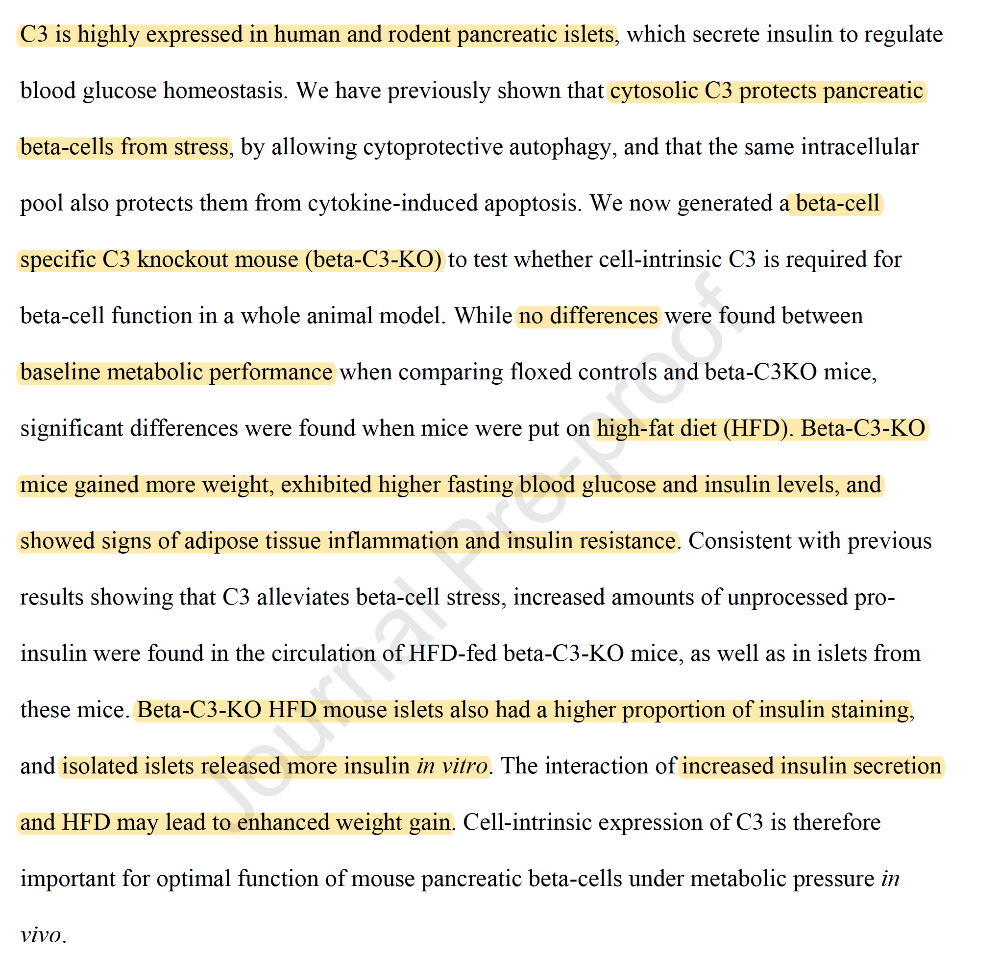 C3 is highly expressed in human and rodent pancreatic islets, which secrete insulin to regulate
blood glucose homeostasis. We have previously shown that cytosolic C3 protects pancreatic
beta-cells from stress, by allowing cytoprotective autophagy, and that the same intracellular
pool also protects them from cytokine-induced apoptosis. We now generated a beta-cell
specific C3 knockout mouse (beta-C3-KO) to test whether cell-intrinsic C3 is required for
beta-cell function in a whole animal model. While no differences were found between
baseline metabolic performance when comparing floxed controls and beta-C3KO mice,
significant differences were found when mice were put on high-fat diet (HFD). Beta-C3-KO
mice gained more weight, exhibited higher fasting blood glucose and insulin levels, and
showed signs of adipose tissue inflammation and insulin resistance. Consistent with previous
results showing that C3 alleviates beta-cell stress, increased amounts of unprocessed pro-
insulin were found in the circulation of HFD-fed beta-C3-KO mice, as well as in islets from
these mice. Beta-C3-KO HFD mouse islets also had a higher proportion of insulin staining,
and isolated islets released more insulin in vitro. The interaction of increased insulin secretion
and HFD may lead to enhanced weight gain. Cell-intrinsic expression of C3 is therefore
important for optimal function of mouse pancreatic beta-cells under metabolic pressure in
vivo.
Journal Pre-proof